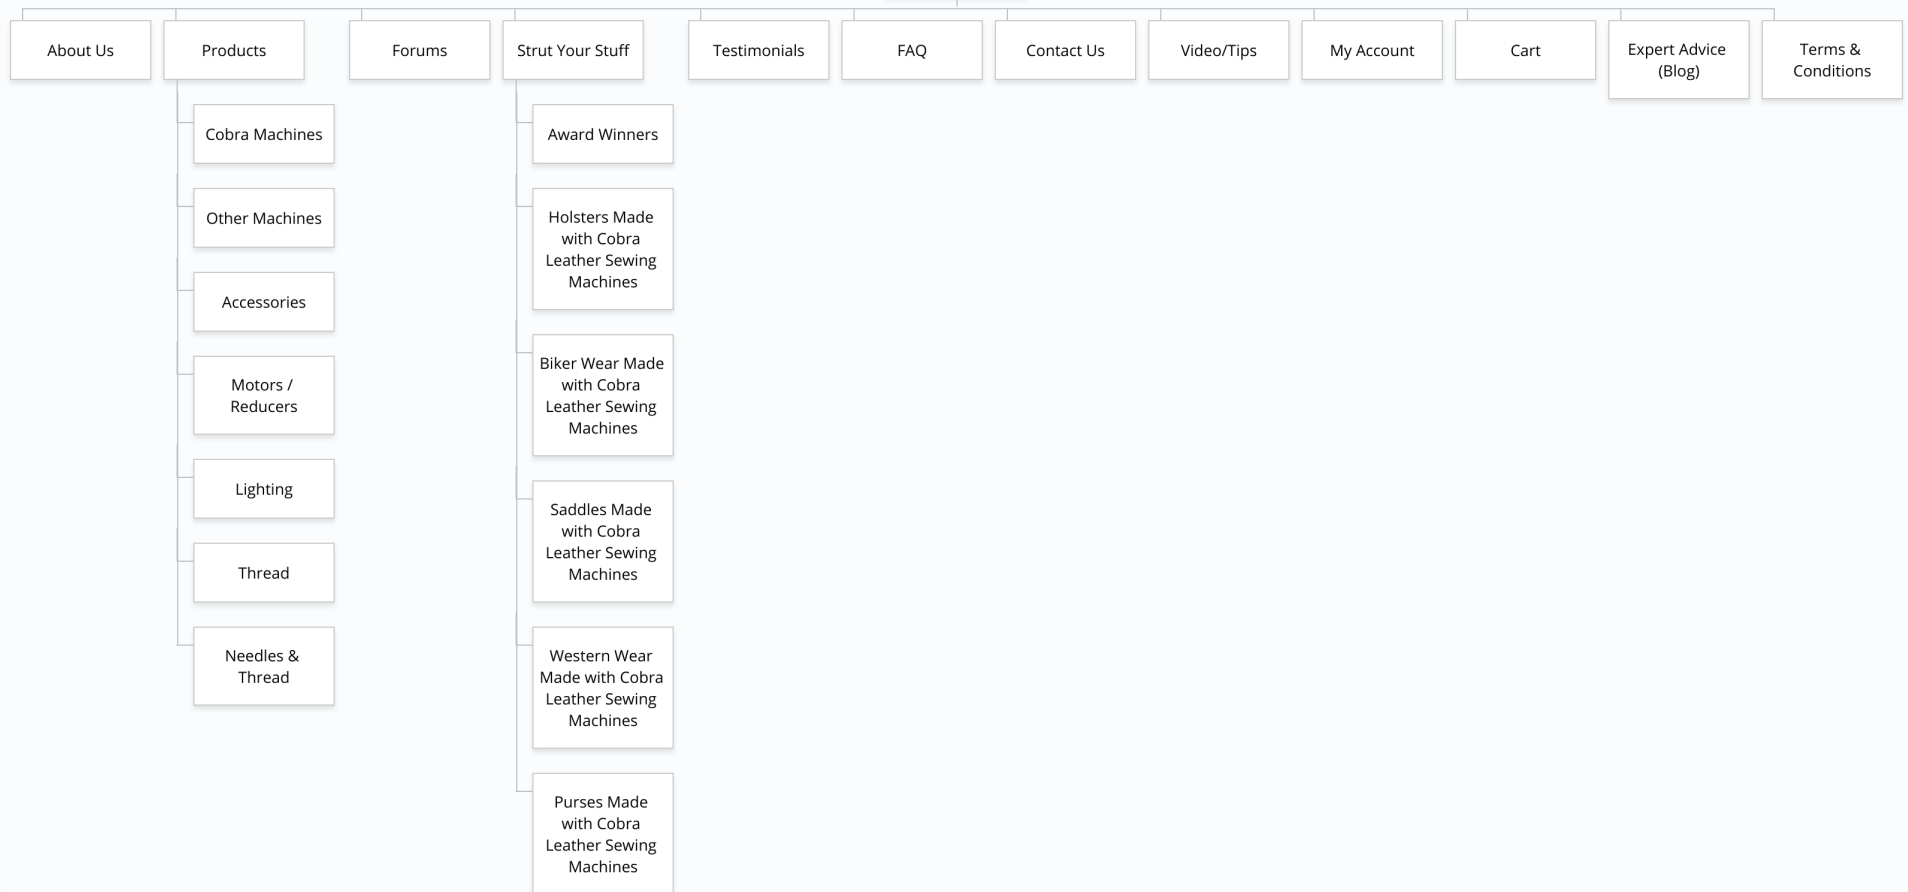 About Us
Products
Forums
Strut Your Stuff
Testimonials
FAQ
Contact Us
Video/Tips
My Account
Cart
Expert Advice
(Blog)
Terms &
Conditions
Cobra Machines
Other Machines
Accessories
Motors /
Reducers
Lighting
Thread
Needles &
Thread
Award Winners
Holsters Made
with Cobra
Leather Sewing
Machines
Biker Wear Made
with Cobra
Leather Sewing
Machines
Saddles Made
with Cobra
Leather Sewing
Machines
Western Wear
Made with Cobra
Leather Sewing
Machines
Purses Made
with Cobra
Leather Sewing
Machines